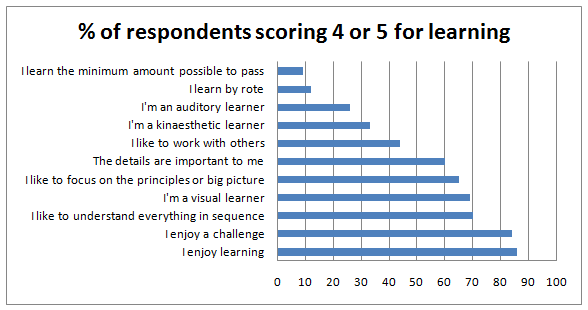 % of respondents scoring 4 or 5 for learning
I learn the minimum amount possible to pass
I learn by rote
I'm an auditory learner
I'm a kinaesthetic learner
I like to work with others
The details are important to me
I like to focus on the principles or big picture
I'm a visual learner
I like to understand everything in sequence
I enjoy a challenge
I enjoy learning
0 10 20 30 40 50 60 70 80 90 100